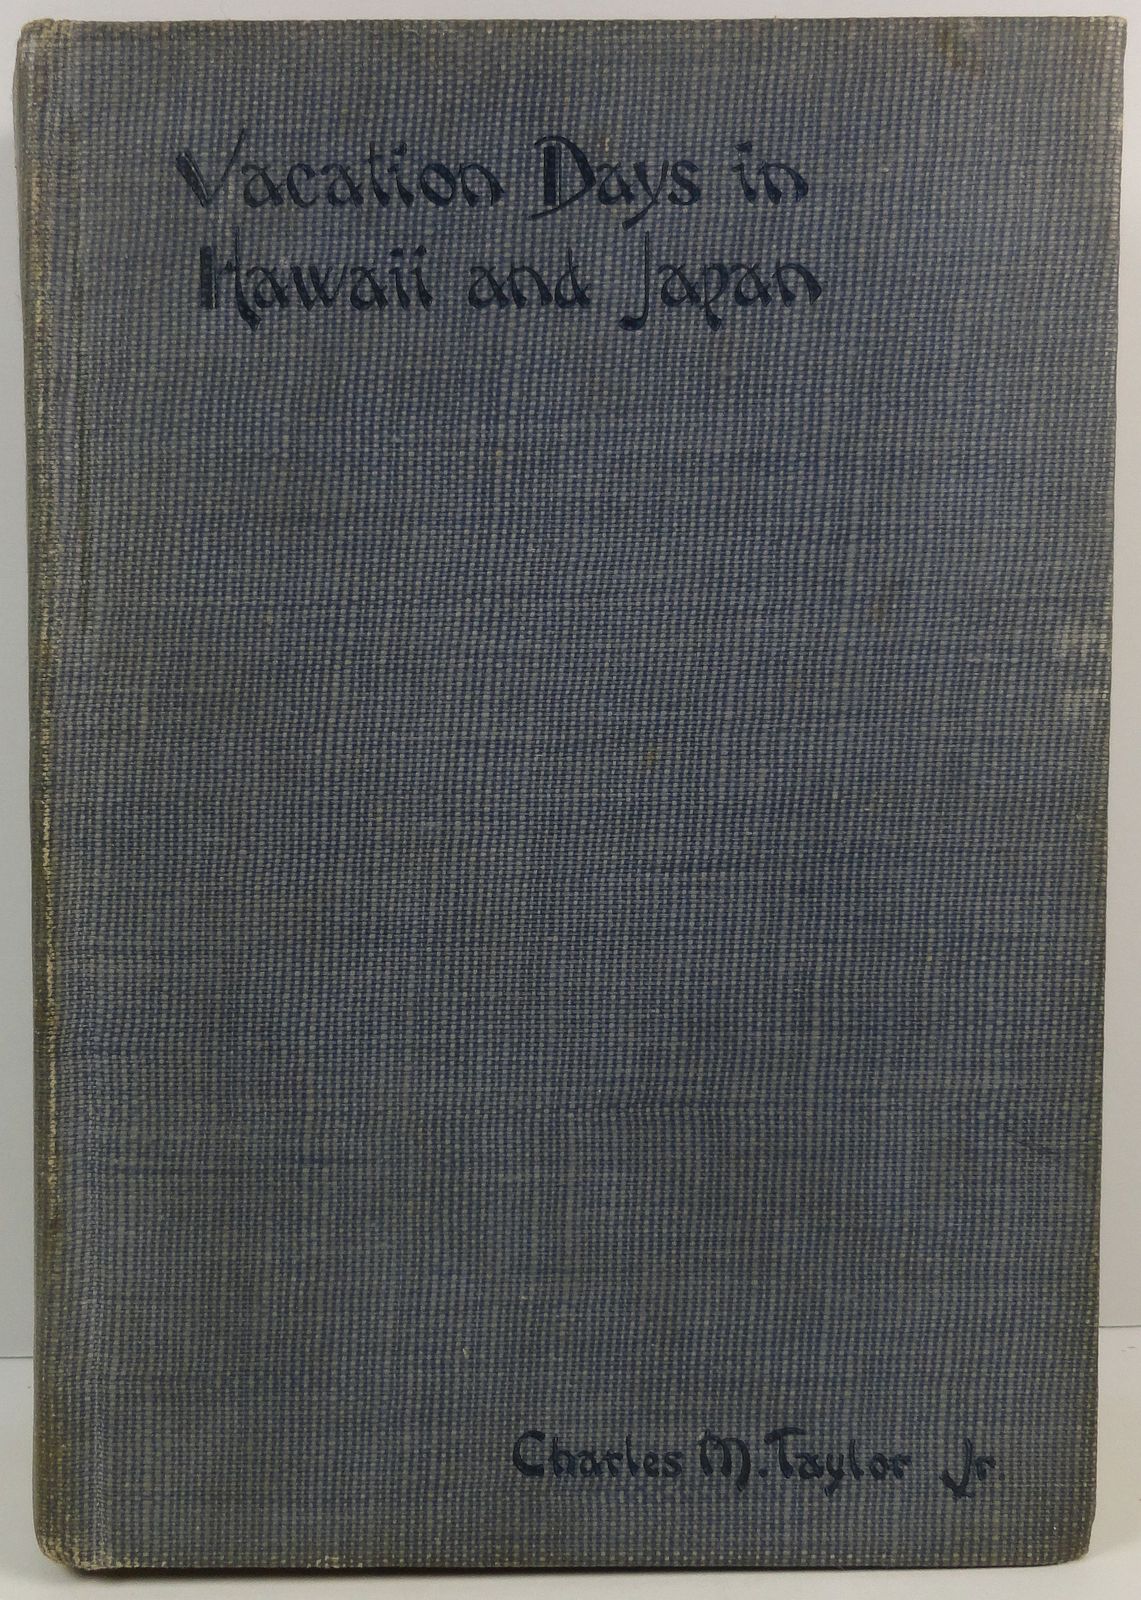 Vacation Days in
Hawaii and Japan
Charles M. Taylor Jr.